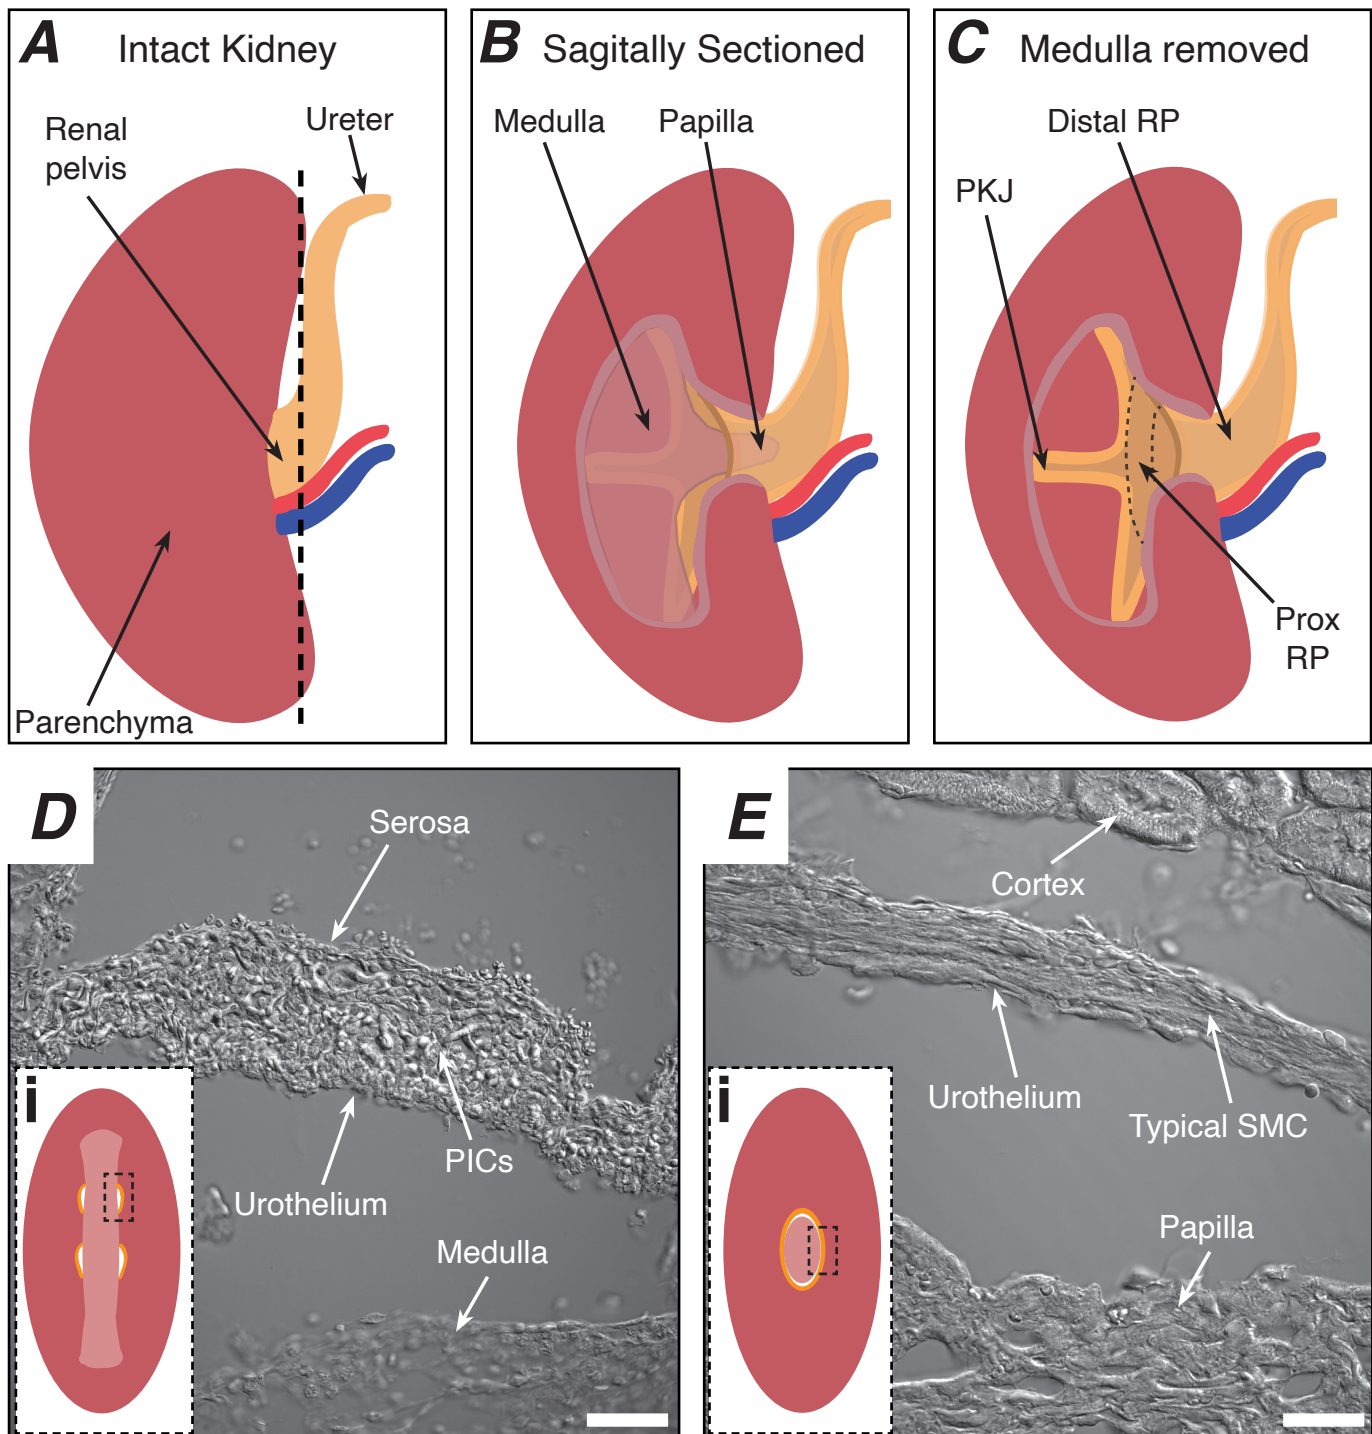 A Intact Kidney
Renal
pelvis
Ureter
Parenchyma
B Sagitally Sectioned
Medulla
Papilla
C Medulla removed
Distal RP
PKJ
Prox
RP
D
Serosa
PICs
Urothelium
Medulla
i
E
Cortex
Urothelium
Typical SMC
Papilla
i